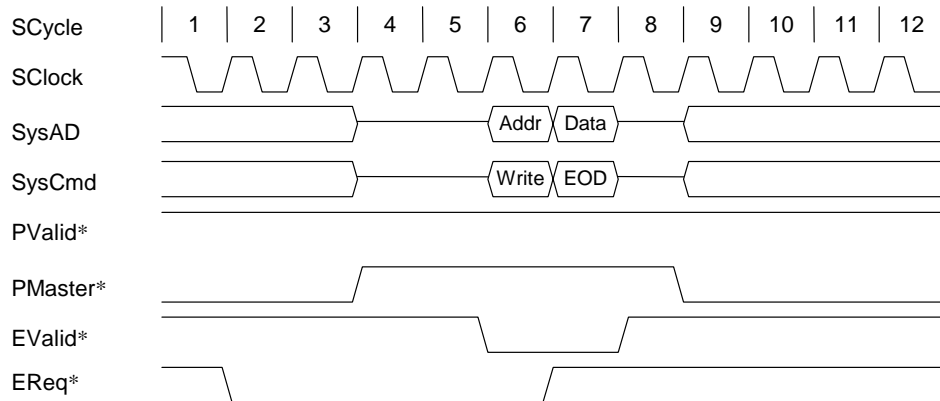 SCycle 1 2 3 4 5 6 7 8 9 10 11 12
SClock
SysAD Addr Data
SysCmd Write EOD
PValid*
PMaster*
EValid*
EReq*